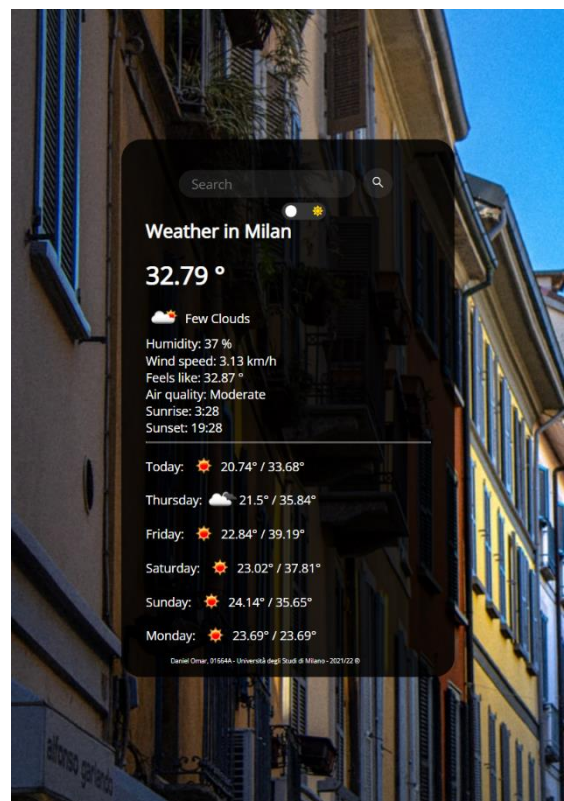 Search
Weather in Milan
32.79 °
Few Clouds
Humidity: 37 %
Wind speed: 3.13 km/h
Feels like: 32.87 °
Air quality: Moderate
Sunrise: 3:28
Sunset: 19:28
Today: 20.74° / 33.68°
Thursday: 21.5° / 35.84°
Friday: 22.84° / 39.19°
Saturday: 23.02° / 37.81°
Sunday: 24.14° / 35.65°
Monday: 23.69° / 23.69°
Daniel Omar, 01664A - Università degli Studi di Milano - 2021/22 ©
alfonso garlando